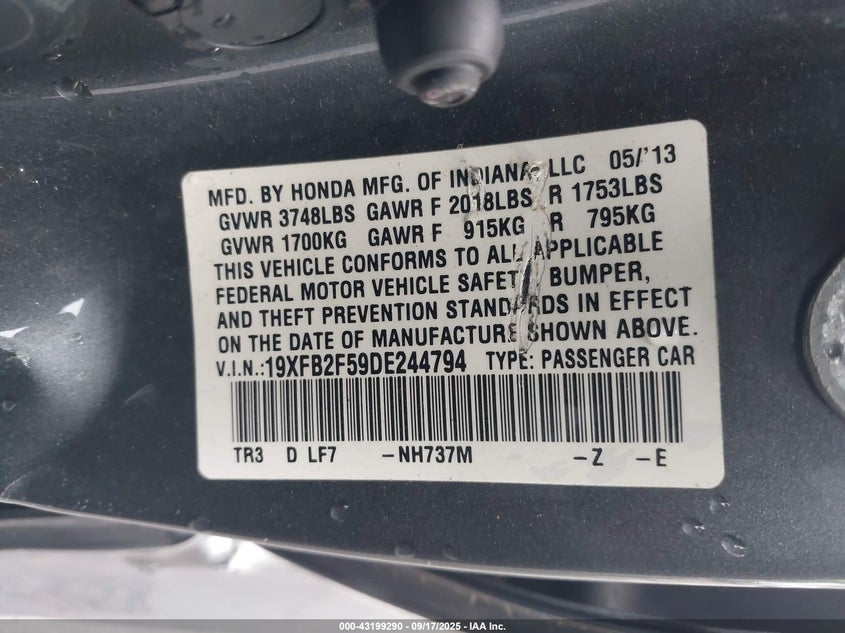 MFD. BY HONDA MFG. OF INDIANA, LLC 05/'13
GVWR 3748LBS GAWR F 2018LBS R 1753LBS
GVWR 1700KG GAWR F 915KG R 795KG
THIS VEHICLE CONFORMS TO ALL APPLICABLE
FEDERAL MOTOR VEHICLE SAFETY BUMPER,
AND THEFT PREVENTION STANDARDS IN EFFECT
ON THE DATE OF MANUFACTURE SHOWN ABOVE.
V.I.N.:19XFB2F59DE244794 TYPE: PASSENGER CAR
TR3 D LF7 -NH737M -Z -E
000-43199290 - 09/17/2025 - IAA Inc.